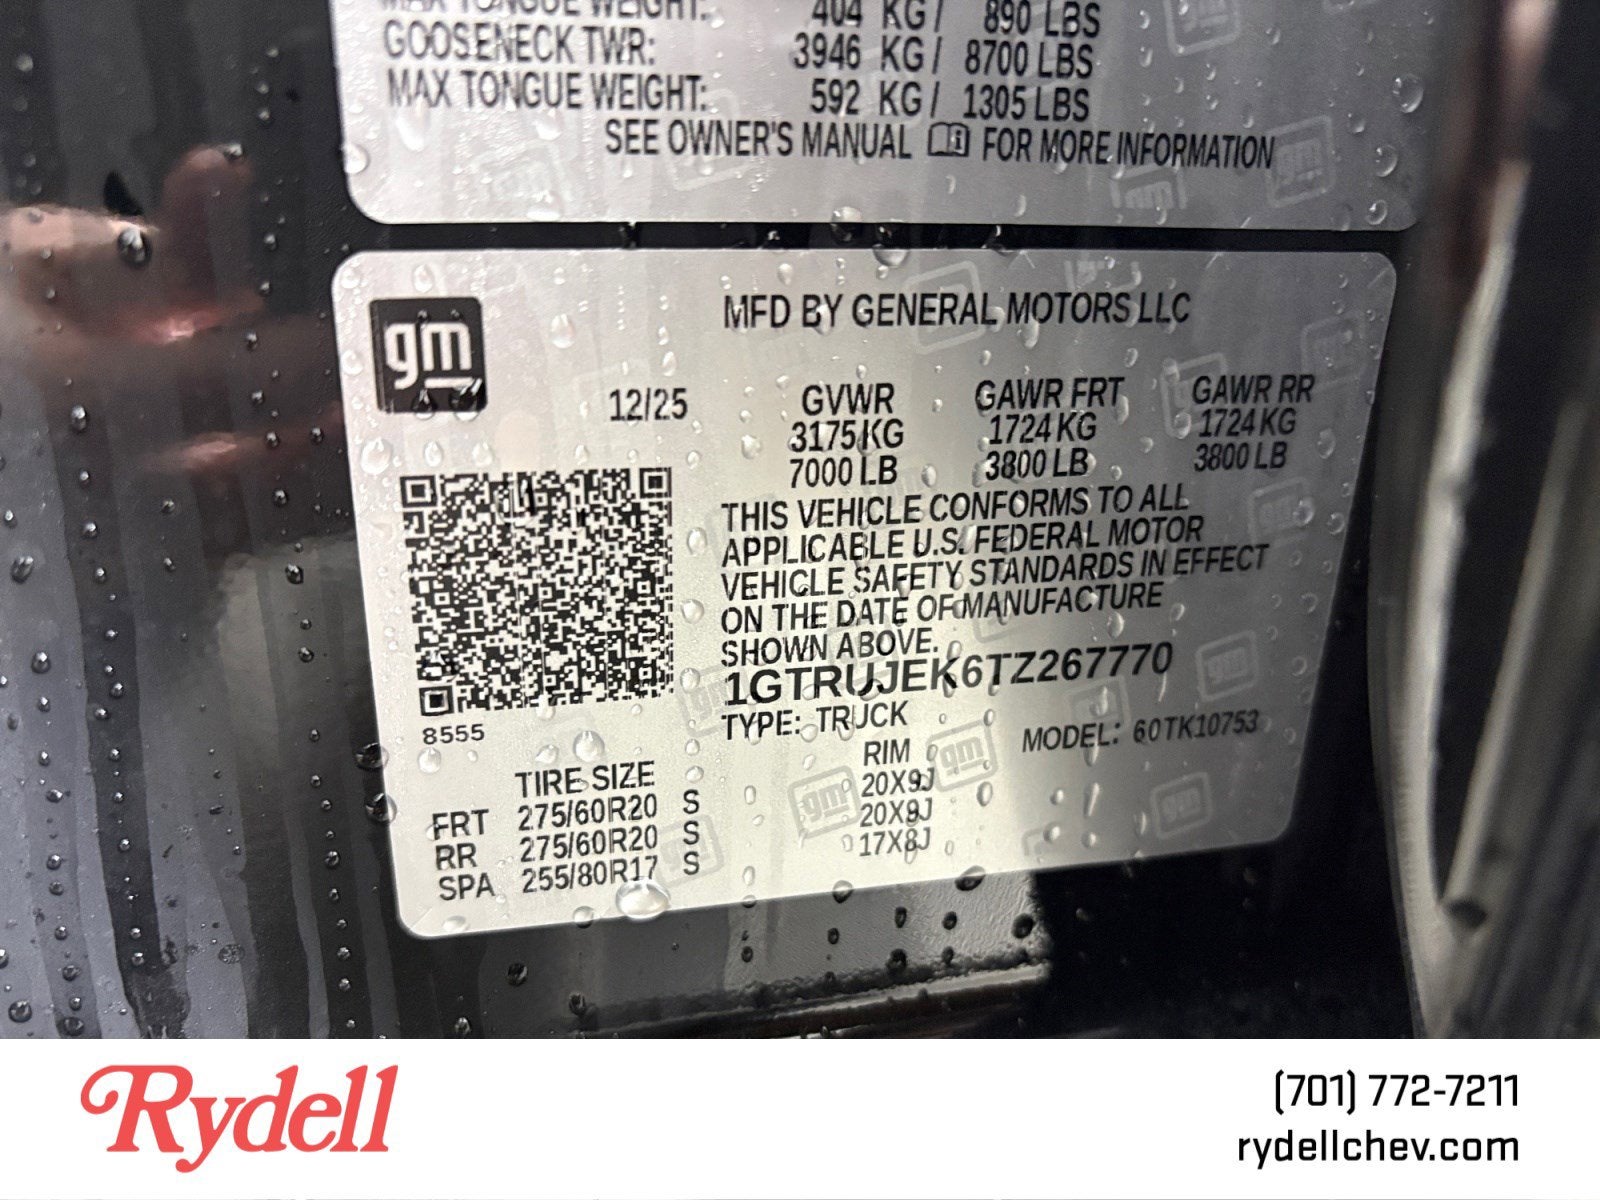 MAX TONGUE WEIGHT: 404 KG / 890 LBS
GOOSENECK TWR: 3946 KG / 8700 LBS
MAX TONGUE WEIGHT: 592 KG / 1305 LBS
SEE OWNER'S MANUAL FOR MORE INFORMATION
gm
MFD BY GENERAL MOTORS LLC
12/25 GVWR GAWR FRT GAWR RR
3175 KG 1724 KG 1724 KG
7000 LB 3800 LB 3800 LB
THIS VEHICLE CONFORMS TO ALL
APPLICABLE U.S. FEDERAL MOTOR
VEHICLE SAFETY STANDARDS IN EFFECT
ON THE DATE OF MANUFACTURE
SHOWN ABOVE.
1GTRUJEK6TZ267770
TYPE: TRUCK MODEL: 60TK10753
8555
TIRE SIZE RIM
FRT 275/60R20 S 20X9J
RR 275/60R20 S 20X9J
SPA 255/80R17 S 17X8J
Rydell
(701) 772-7211
rydellchev.com